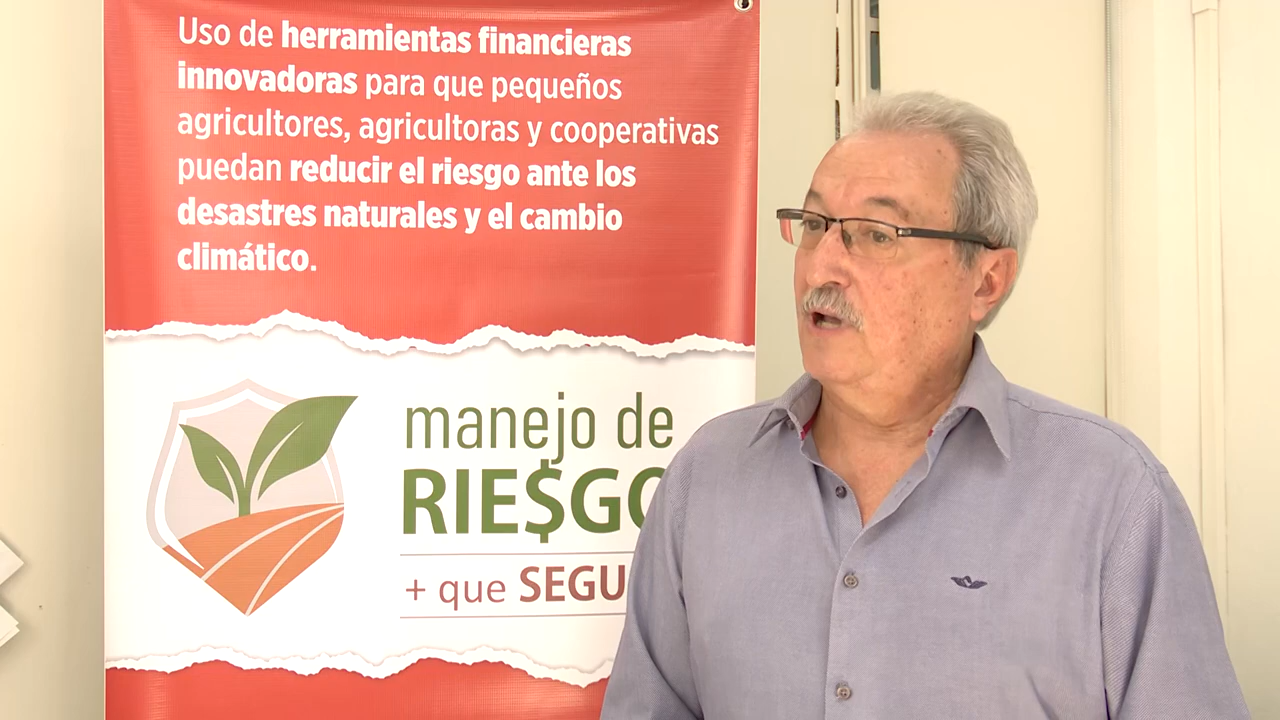 Uso de herramientas financieras
innovadoras para que pequeños
agricultores, agricultoras y cooperativas
puedan reducir el riesgo ante los
desastres naturales y el cambio
climático.
manejo de
RIE$GO
+ que SEGU